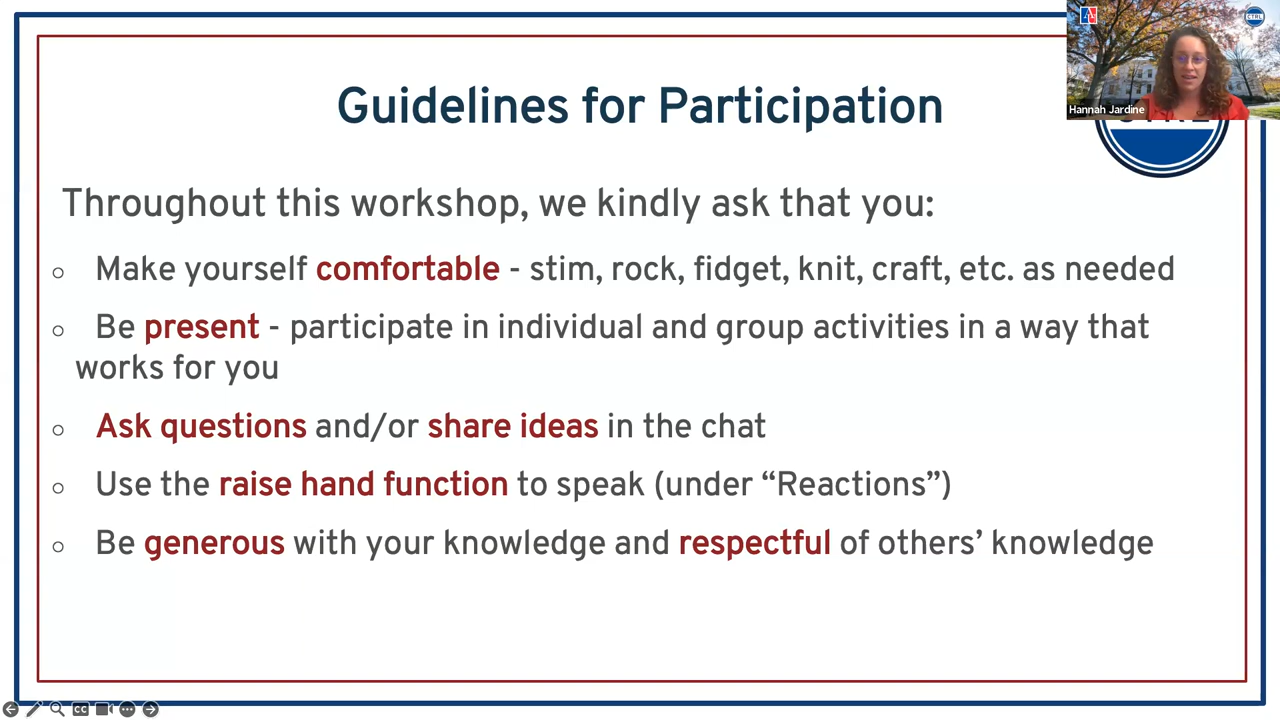 Guidelines for Participation
CTRL
Hannah Jardine
Throughout this workshop, we kindly ask that you:
Make yourself comfortable - stim, rock, fidget, knit, craft, etc. as needed
Be present - participate in individual and group activities in a way that
works for you
Ask questions and/or share ideas in the chat
Use the raise hand function to speak (under “Reactions”)
Be generous with your knowledge and respectful of others’ knowledge
CC